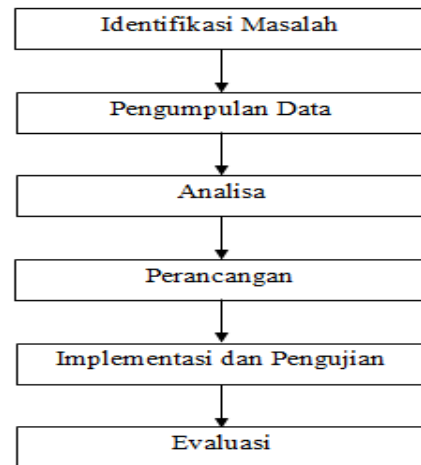 Identifikasi Masalah
Pengumpulan Data
Analisa
Perancangan
Implementasi dan Pengujian
Evaluasi